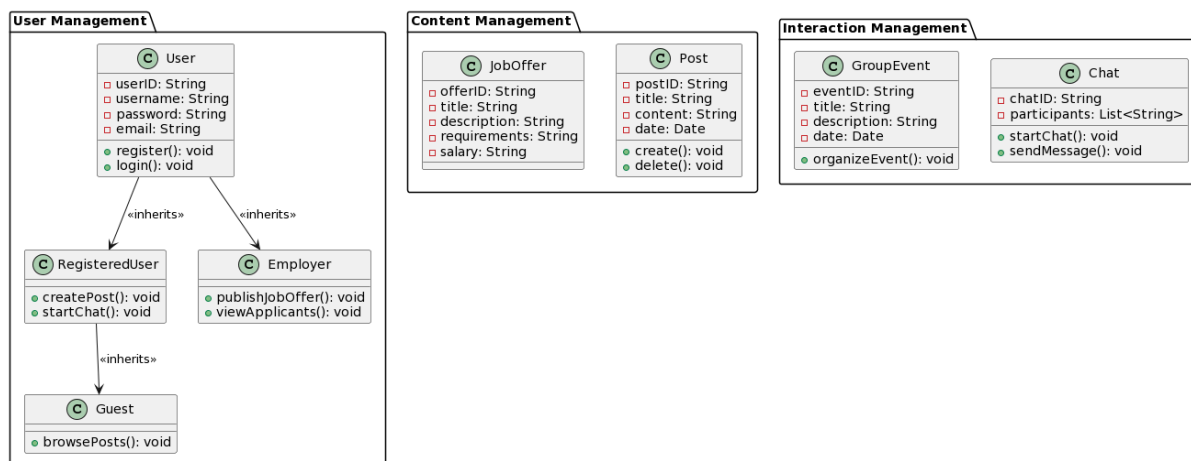 User Management
C User
userID: String
username: String
password: String
email: String
register(): void
login(): void
«inherits»
«inherits»
C RegisteredUser
createPost(): void
startChat(): void
C Employer
publishJobOffer(): void
viewApplicants(): void
«inherits»
C Guest
browsePosts(): void
Content Management
C JobOffer
offerID: String
title: String
description: String
requirements: String
salary: String
C Post
postID: String
title: String
content: String
date: Date
create(): void
delete(): void
Interaction Management
C GroupEvent
eventID: String
title: String
description: String
date: Date
organizeEvent(): void
C Chat
chatID: String
participants: List<String>
startChat(): void
sendMessage(): void